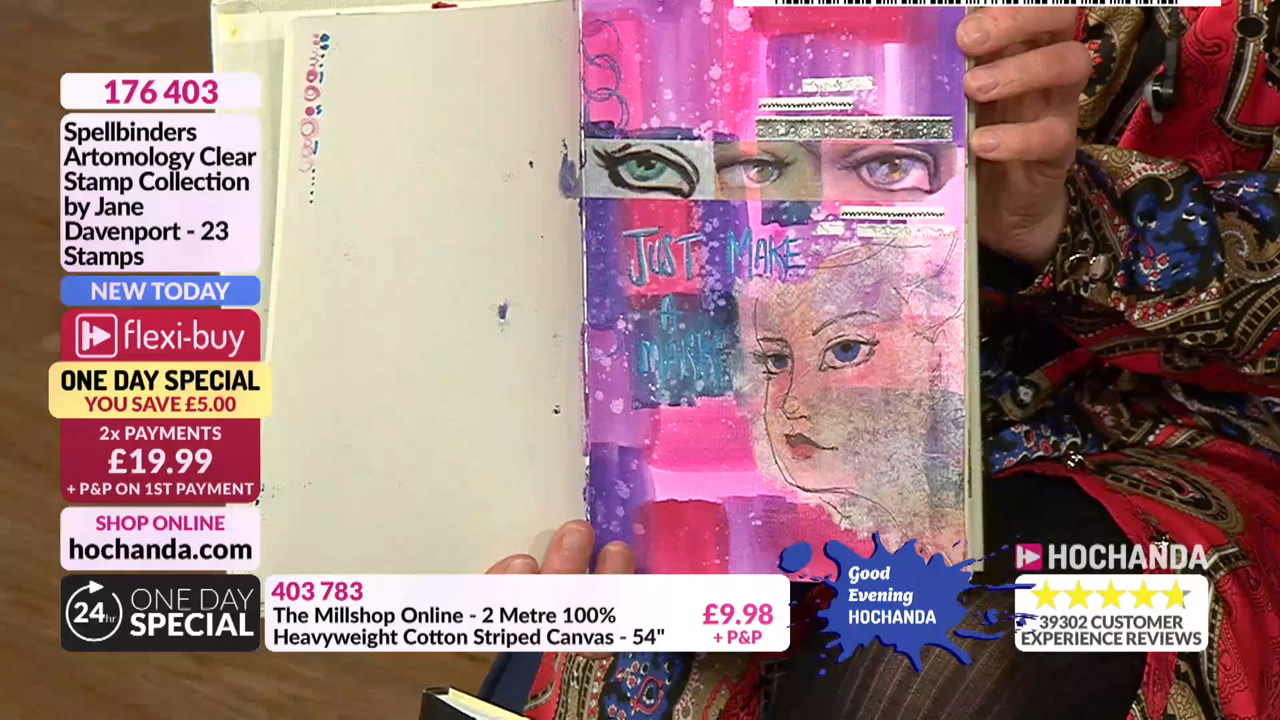 176 403
Spellbinders
Artomology Clear
Stamp Collection
by Jane
Davenport - 23
Stamps
NEW TODAY
flexi-buy
ONE DAY SPECIAL
YOU SAVE £5.00
2x PAYMENTS
£19.99
+ P&P ON 1ST PAYMENT
SHOP ONLINE
hochanda.com
24hr ONE DAY
SPECIAL
403 783
The Millshop Online - 2 Metre 100%
Heavyweight Cotton Striped Canvas - 54"
£9.98
+ P&P
JUST MAKE
A
MARK
Good
Evening
HOCHANDA
HOCHANDA
39302 CUSTOMER
EXPERIENCE REVIEWS